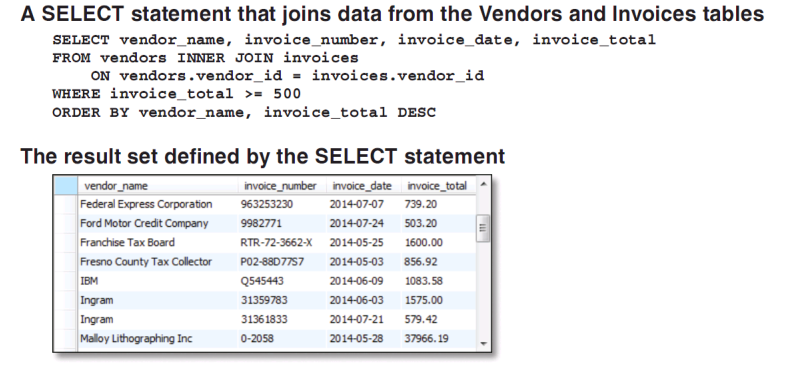 A SELECT statement that joins data from the Vendors and Invoices tables
SELECT vendor_name, invoice_number, invoice_date, invoice_total
FROM vendors INNER JOIN invoices
ON vendors.vendor_id = invoices.vendor_id
WHERE invoice_total >= 500
ORDER BY vendor_name, invoice_total DESC
The result set defined by the SELECT statement
vendor_name invoice_number invoice_date invoice_total
Federal Express Corporation 963253230 2014-07-07 739.20
Ford Motor Credit Company 9982771 2014-07-24 503.20
Franchise Tax Board RTR-72-3662-X 2014-05-25 1600.00
Fresno County Tax Collector P02-88D77S7 2014-05-03 856.92
IBM Q545443 2014-06-09 1083.58
Ingram 31359783 2014-06-03 1575.00
Ingram 31361833 2014-07-21 579.42
Malloy Lithographing Inc 0-2058 2014-05-28 37966.19